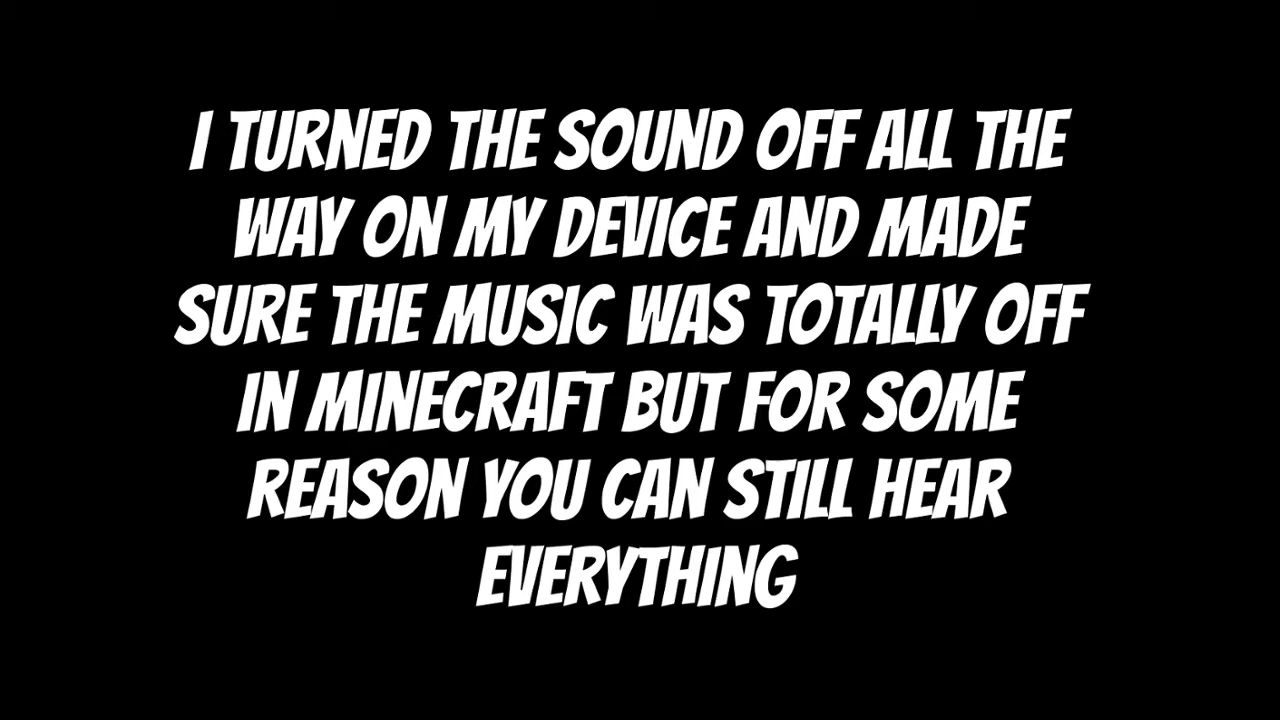 I TURNED THE SOUND OFF ALL THE
WAY ON MY DEVICE AND MADE
SURE THE MUSIC WAS TOTALLY OFF
IN MINECRAFT BUT FOR SOME
REASON YOU CAN STILL HEAR
EVERYTHING